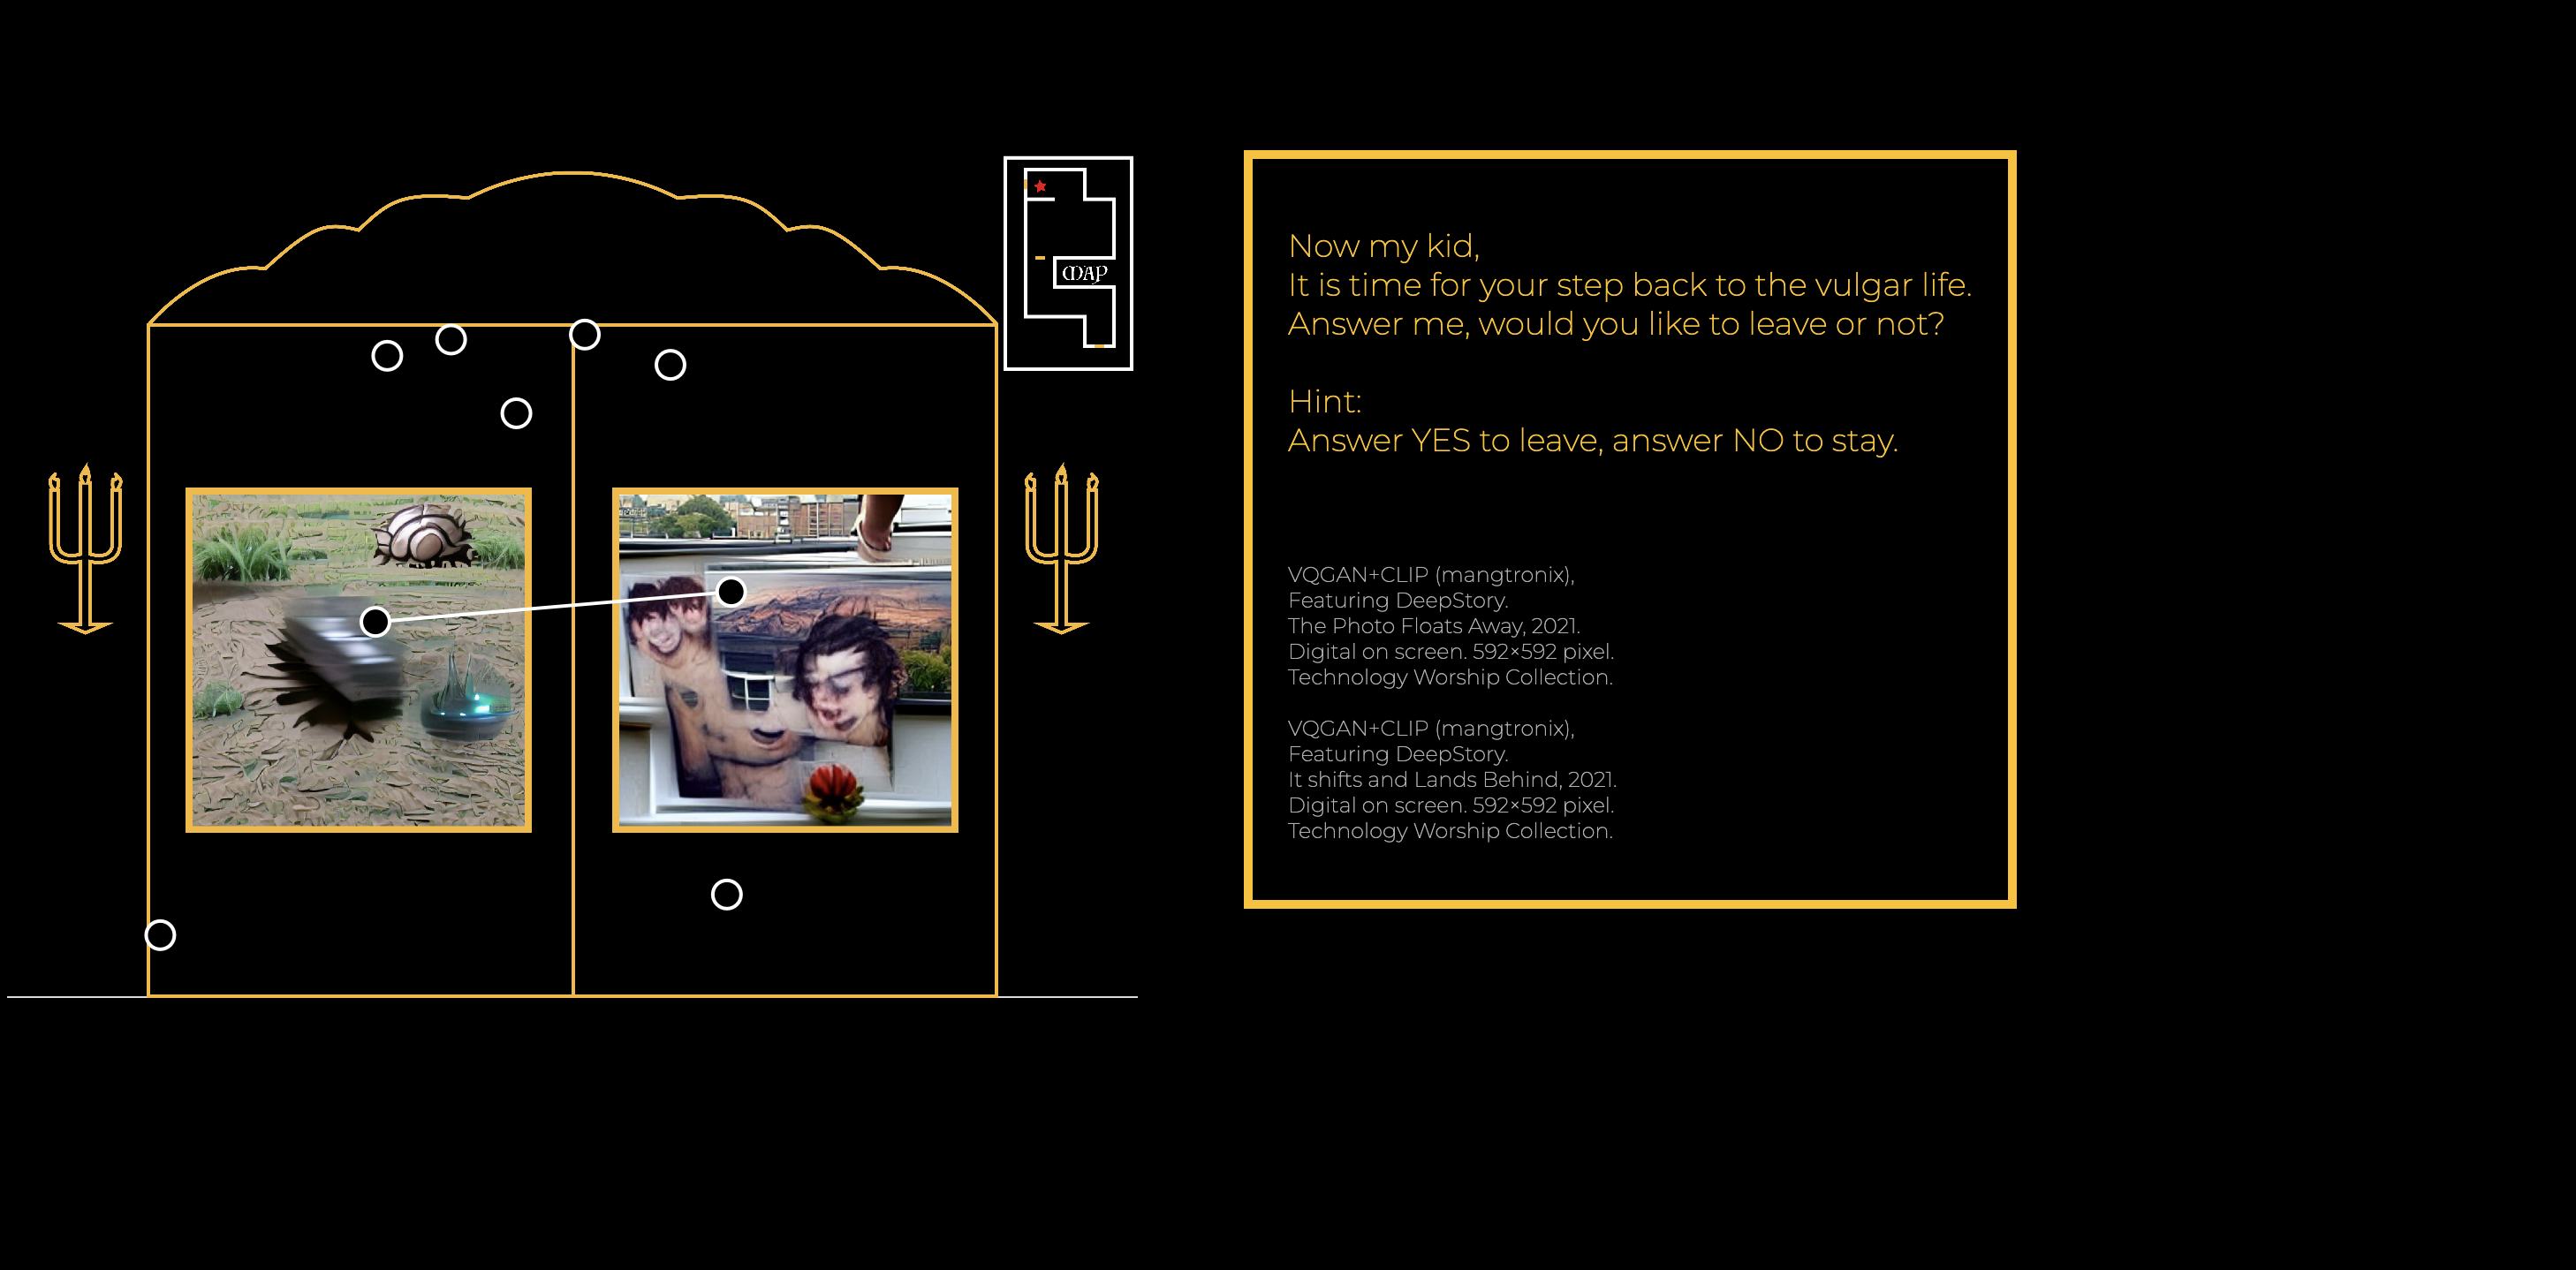 MAP
Now my kid,
It is time for your step back to the vulgar life.
Answer me, would you like to leave or not?
Hint:
Answer YES to leave, answer NO to stay.
VQGAN+CLIP (mangtronix),
Featuring DeepStory.
The Photo Floats Away, 2021.
Digital on screen. 592×592 pixel.
Technology Worship Collection.
VQGAN+CLIP (mangtronix),
Featuring DeepStory.
It shifts and Lands Behind, 2021.
Digital on screen. 592×592 pixel.
Technology Worship Collection.